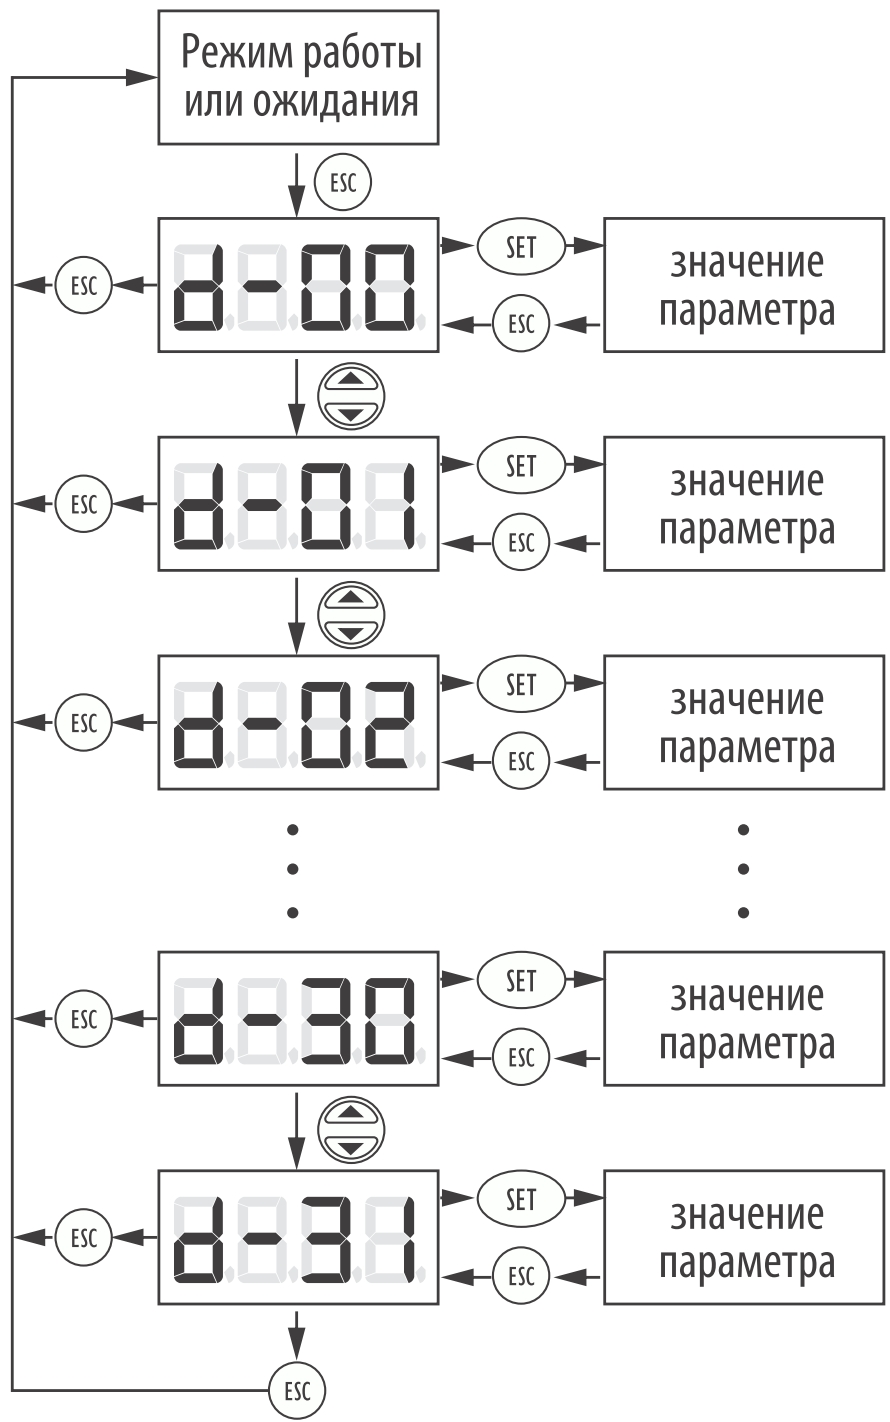 Режим работы
или ожидания
ESC
d-00
SET
значение
параметра
ESC
ESC
d-01
SET
значение
параметра
ESC
ESC
d-02
SET
значение
параметра
ESC
ESC
d-30
SET
значение
параметра
ESC
ESC
d-31
SET
значение
параметра
ESC
ESC
ESC